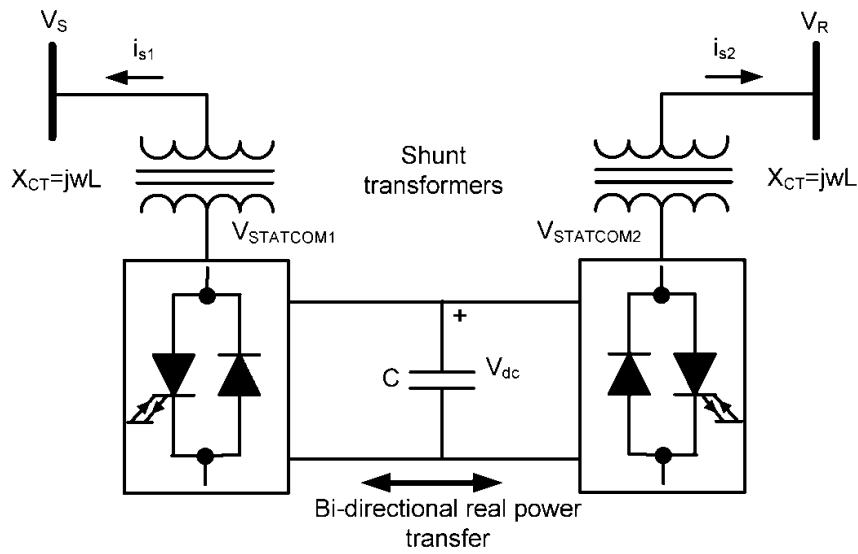 V_S
V_R
i_s1
i_s2
Shunt
transformers
X_CT=jwL
X_CT=jwL
V_STATCOM1
V_STATCOM2
+
C
V_dc
Bi-directional real power
transfer